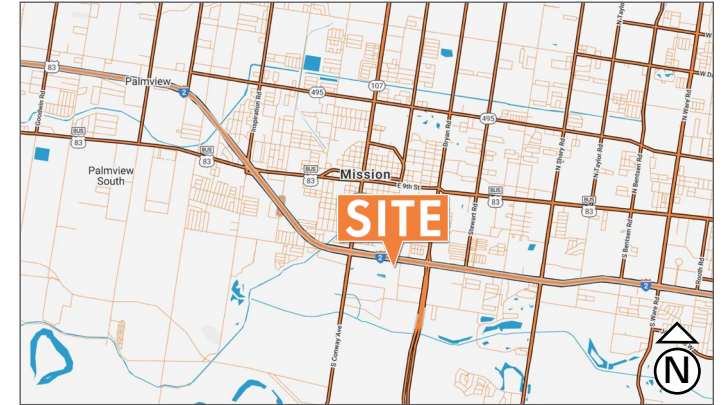 N Taylo
83
Palmview
2
Goodwin Rd
Inspiration Rd
495
107
495
Bryan Rd
N Shary Rd
N Taylor Rd
N Bentsen Rd
N Ware Rd
BUS
83
BUS
83
Palmview
South
BUS
83
Mission
E 9th St
BUS
83
BUS
83
Stewart Rd
SITE
2
S Bentsen Rd
2
S Ware Rd
S Conway Ave
N